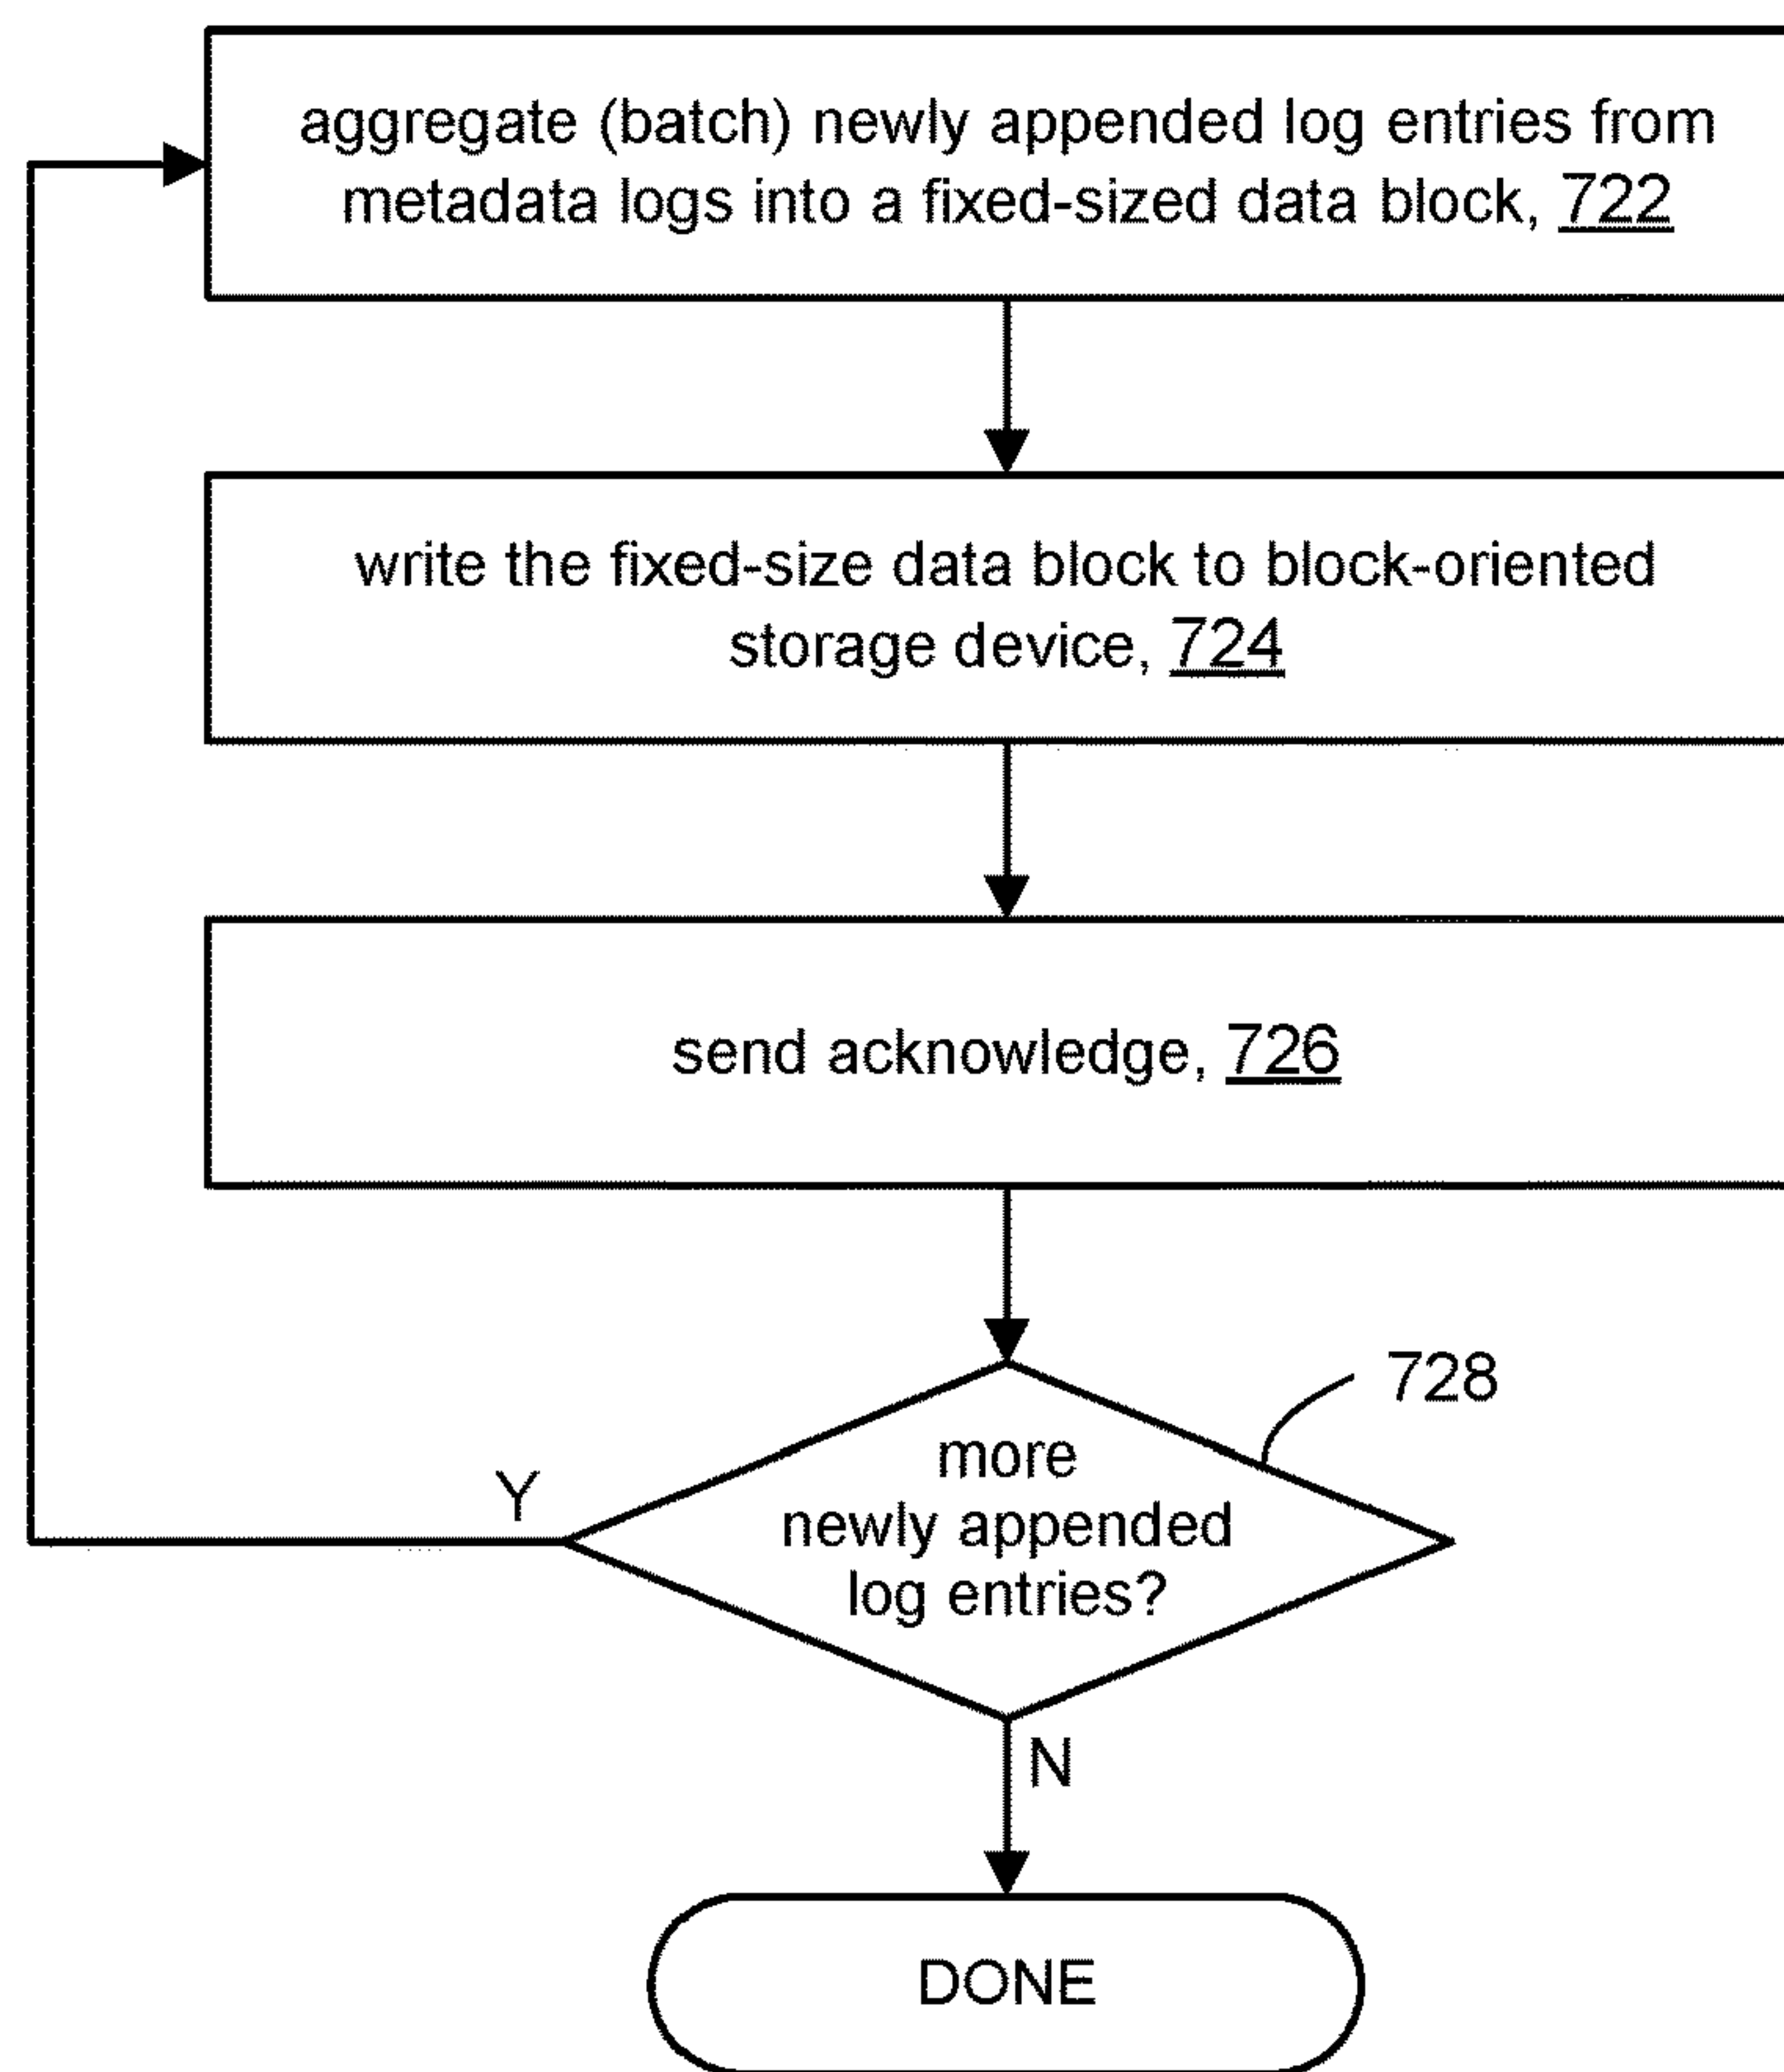 aggregate (batch) newly appended log entries from
metadata logs into a fixed-sized data block, 722
write the fixed-size data block to block-oriented
storage device, 724
send acknowledge, 726
728
more
newly appended
log entries?
Y
N
DONE